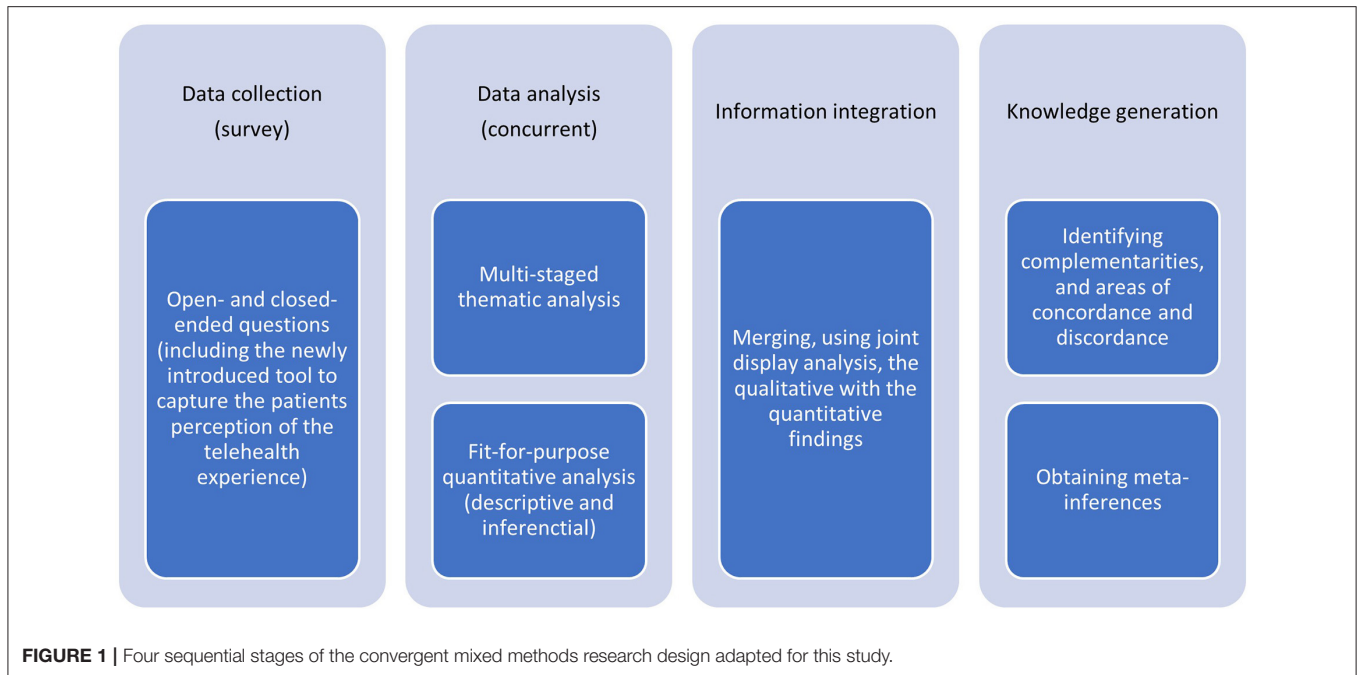 Data collection
(survey)
Open- and closed-
ended questions
(including the newly
introduced tool to
capture the patients
perception of the
telehealth
experience)
Data analysis
(concurrent)
Multi-staged
thematic analysis
Fit-for-purpose
quantitative analysis
(descriptive and
inferenctial)
Information integration
Merging, using joint
display analysis, the
qualitative with the
quantitative
findings
Knowledge generation
Identifying
complementarities,
and areas of
concordance and
discordance
Obtaining meta-
inferences
FIGURE 1 | Four sequential stages of the convergent mixed methods research design adapted for this study.